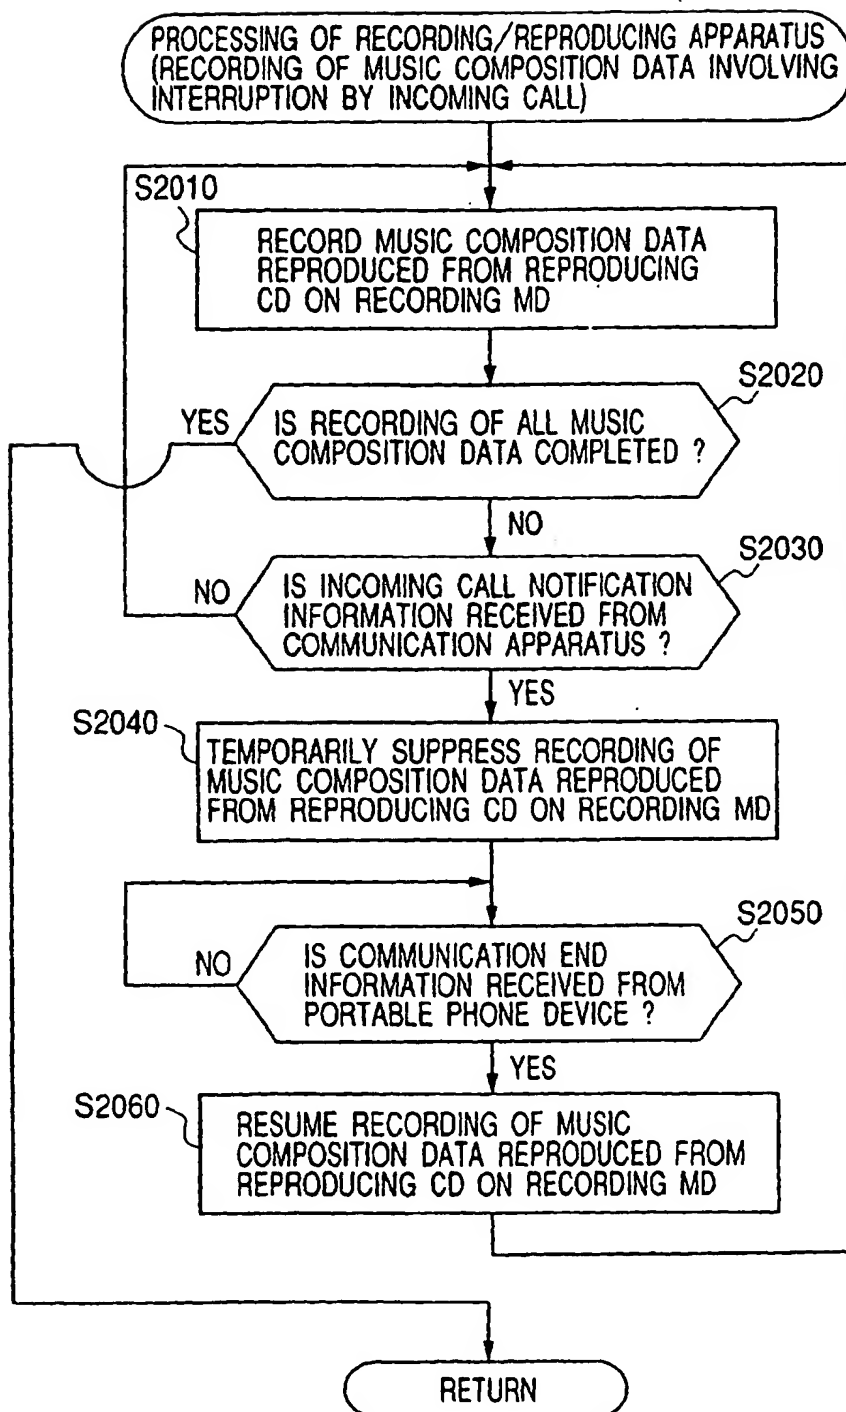 PROCESSING OF RECORDING/REPRODUCING APPARATUS
(RECORDING OF MUSIC COMPOSITION DATA INVOLVING
INTERRUPTION BY INCOMING CALL)
S2010
RECORD MUSIC COMPOSITION DATA
REPRODUCED FROM REPRODUCING
CD ON RECORDING MD
S2020
YES
IS RECORDING OF ALL MUSIC
COMPOSITION DATA COMPLETED ?
NO
S2030
NO
IS INCOMING CALL NOTIFICATION
INFORMATION RECEIVED FROM
COMMUNICATION APPARATUS ?
YES
S2040
TEMPORARILY SUPPRESS RECORDING OF
MUSIC COMPOSITION DATA REPRODUCED
FROM REPRODUCING CD ON RECORDING MD
S2050
NO
IS COMMUNICATION END
INFORMATION RECEIVED FROM
PORTABLE PHONE DEVICE ?
YES
S2060
RESUME RECORDING OF MUSIC
COMPOSITION DATA REPRODUCED FROM
REPRODUCING CD ON RECORDING MD
RETURN